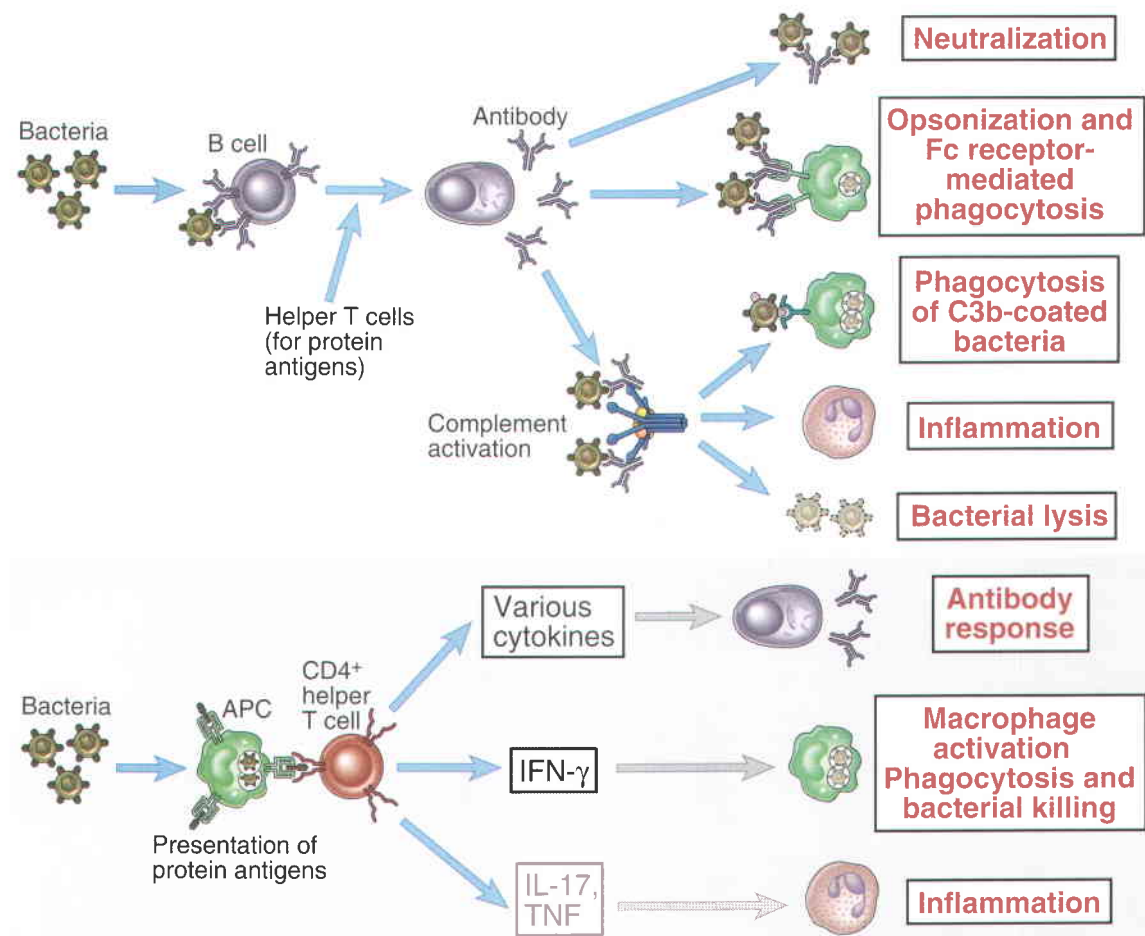 Neutralization
Bacteria
B cell
Antibody
Opsonization and
Fc receptor-
mediated
phagocytosis
Helper T cells
(for protein
antigens)
Phagocytosis
of C3b-coated
bacteria
Complement
activation
Inflammation
Bacterial lysis
Various
cytokines
Antibody
response
Bacteria
APC
CD4⁺
helper
T cell
IFN-γ
Macrophage
activation
Phagocytosis and
bacterial killing
Presentation of
protein antigens
IL-17,
TNF
Inflammation